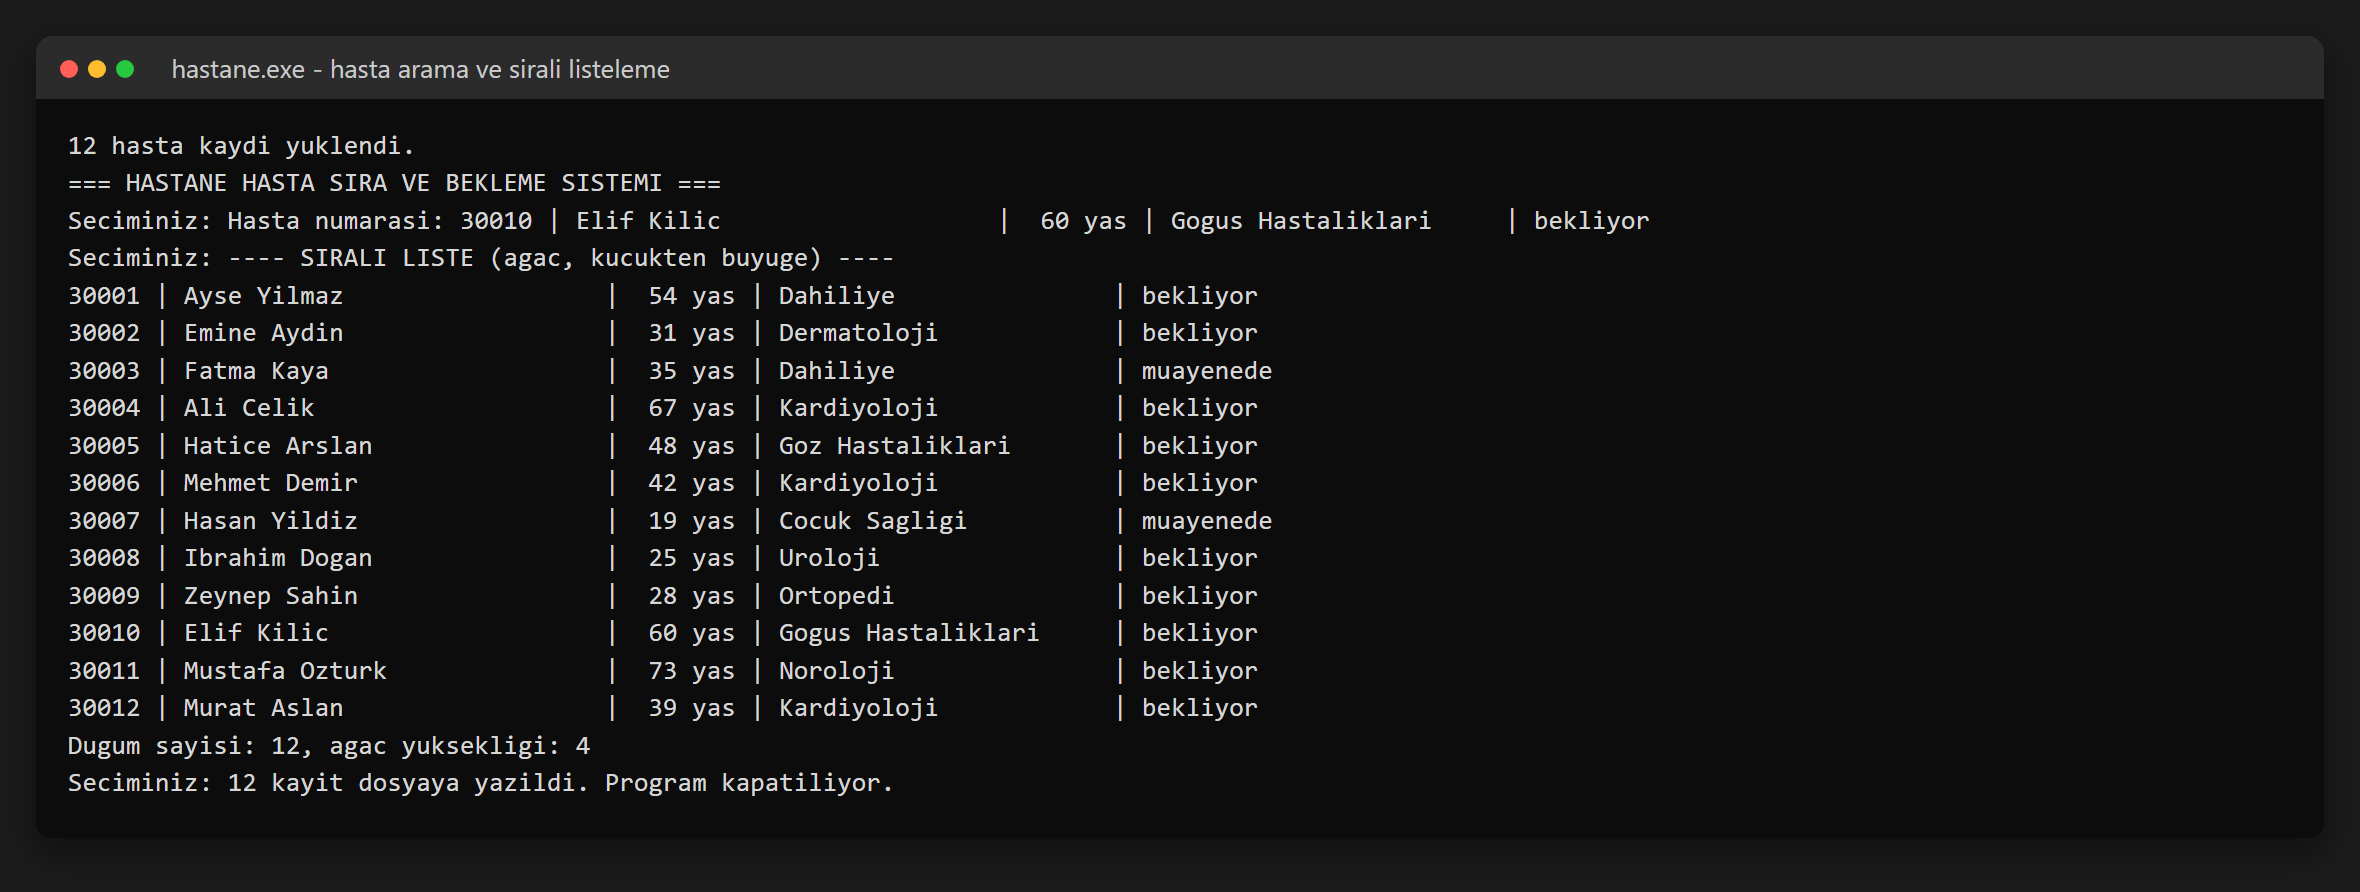 hastane.exe - hasta arama ve sirali listeleme
12 hasta kaydi yuklendi.
=== HASTANE HASTA SIRA VE BEKLEME SISTEMI ===
Seciminiz: Hasta numarasi: 30010 | Elif Kilic                   |  60 yas | Gogus Hastaliklari     | bekliyor
Seciminiz: ---- SIRALI LISTE (agac, kucukten buyuge) ----
30001 | Ayse Yilmaz                  |  54 yas | Dahiliye               | bekliyor
30002 | Emine Aydin                  |  31 yas | Dermatoloji            | bekliyor
30003 | Fatma Kaya                   |  35 yas | Dahiliye               | muayenede
30004 | Ali Celik                    |  67 yas | Kardiyoloji            | bekliyor
30005 | Hatice Arslan                |  48 yas | Goz Hastaliklari       | bekliyor
30006 | Mehmet Demir                 |  42 yas | Kardiyoloji            | bekliyor
30007 | Hasan Yildiz                 |  19 yas | Cocuk Sagligi          | muayenede
30008 | Ibrahim Dogan                |  25 yas | Uroloji                | bekliyor
30009 | Zeynep Sahin                 |  28 yas | Ortopedi               | bekliyor
30010 | Elif Kilic                   |  60 yas | Gogus Hastaliklari     | bekliyor
30011 | Mustafa Ozturk               |  73 yas | Noroloji               | bekliyor
30012 | Murat Aslan                  |  39 yas | Kardiyoloji            | bekliyor
Dugum sayisi: 12, agac yuksekligi: 4
Seciminiz: 12 kayit dosyaya yazildi. Program kapatiliyor.